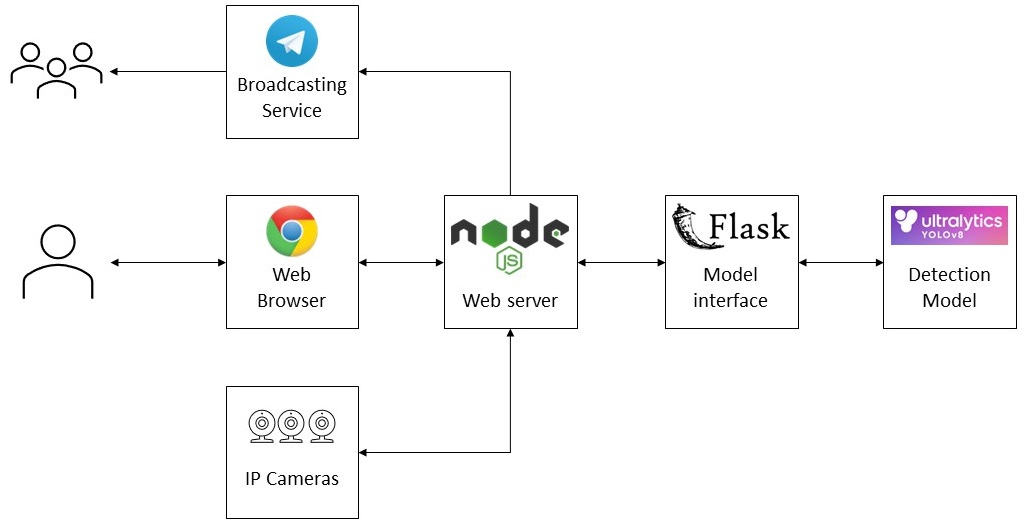 Broadcasting
Service
Web
Browser
node
JS
Web server
Flask
Model
interface
ultralytics
YOLOv8
Detection
Model
IP Cameras